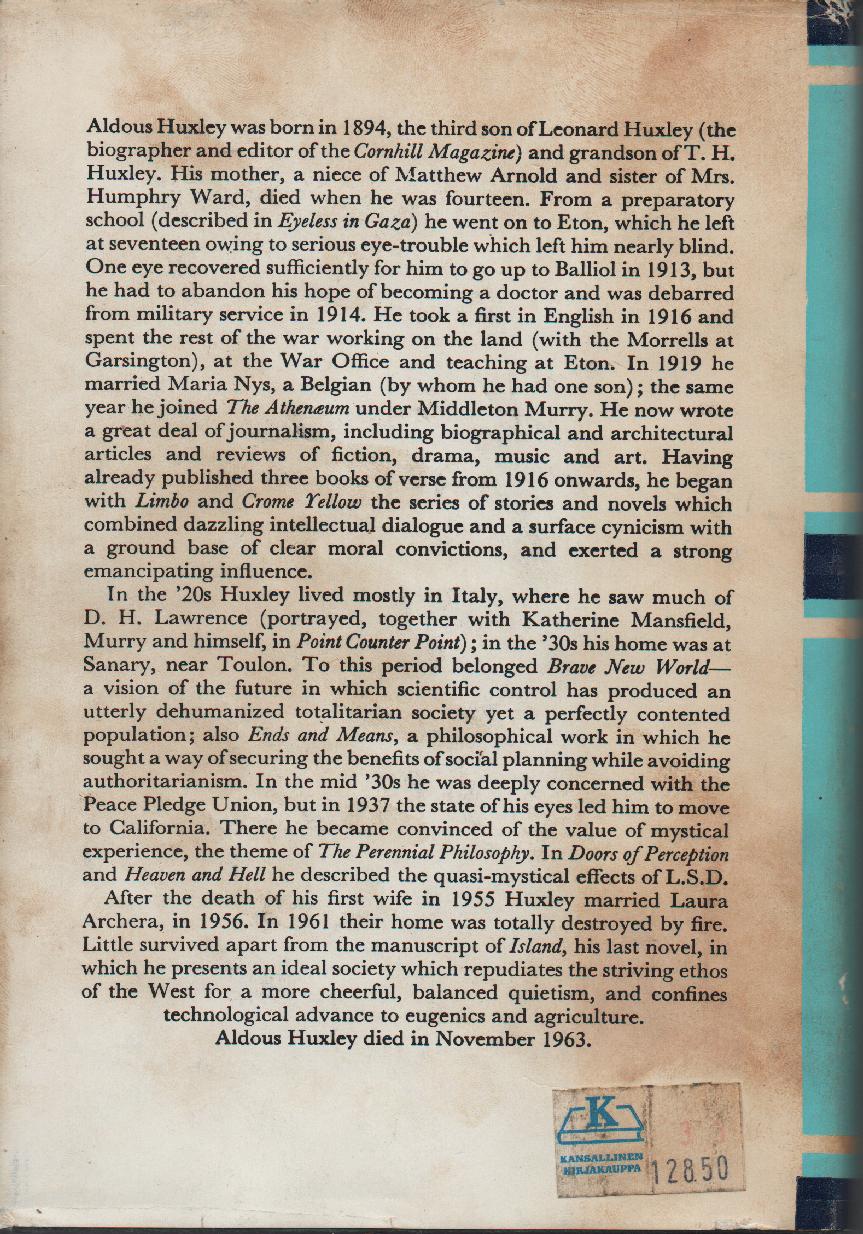 Aldous Huxley was born in 1894, the third son of Leonard Huxley (the
biographer and editor of the Cornhill Magazine) and grandson of T. H.
Huxley. His mother, a niece of Matthew Arnold and sister of Mrs.
Humphry Ward, died when he was fourteen. From a preparatory
school (described in Eyeless in Gaza) he went on to Eton, which he left
at seventeen owing to serious eye-trouble which left him nearly blind.
One eye recovered sufficiently for him to go up to Balliol in 1913, but
he had to abandon his hope of becoming a doctor and was debarred
from military service in 1914. He took a first in English in 1916 and
spent the rest of the war working on the land (with the Morrells at
Garsington), at the War Office and teaching at Eton. In 1919 he
married Maria Nys, a Belgian (by whom he had one son); the same
year he joined The Athenæum under Middleton Murry. He now wrote
a great deal of journalism, including biographical and architectural
articles and reviews of fiction, drama, music and art. Having
already published three books of verse from 1916 onwards, he began
with Limbo and Crome Yellow the series of stories and novels which
combined dazzling intellectual dialogue and a surface cynicism with
a ground base of clear moral convictions, and exerted a strong
emancipating influence.
In the ’20s Huxley lived mostly in Italy, where he saw much of
D. H. Lawrence (portrayed, together with Katherine Mansfield,
Murry and himself, in Point Counter Point); in the ’30s his home was at
Sanary, near Toulon. To this period belonged Brave New World—
a vision of the future in which scientific control has produced an
utterly dehumanized totalitarian society yet a perfectly contented
population; also Ends and Means, a philosophical work in which he
sought a way of securing the benefits of social planning while avoiding
authoritarianism. In the mid ’30s he was deeply concerned with the
Peace Pledge Union, but in 1937 the state of his eyes led him to move
to California. There he became convinced of the value of mystical
experience, the theme of The Perennial Philosophy. In Doors of Perception
and Heaven and Hell he described the quasi-mystical effects of L.S.D.
After the death of his first wife in 1955 Huxley married Laura
Archera, in 1956. In 1961 their home was totally destroyed by fire.
Little survived apart from the manuscript of Island, his last novel, in
which he presents an ideal society which repudiates the striving ethos
of the West for a more cheerful, balanced quietism, and confines
technological advance to eugenics and agriculture.
Aldous Huxley died in November 1963.
K
KANSALLINEN
KIRJAKAUPPA
128.50